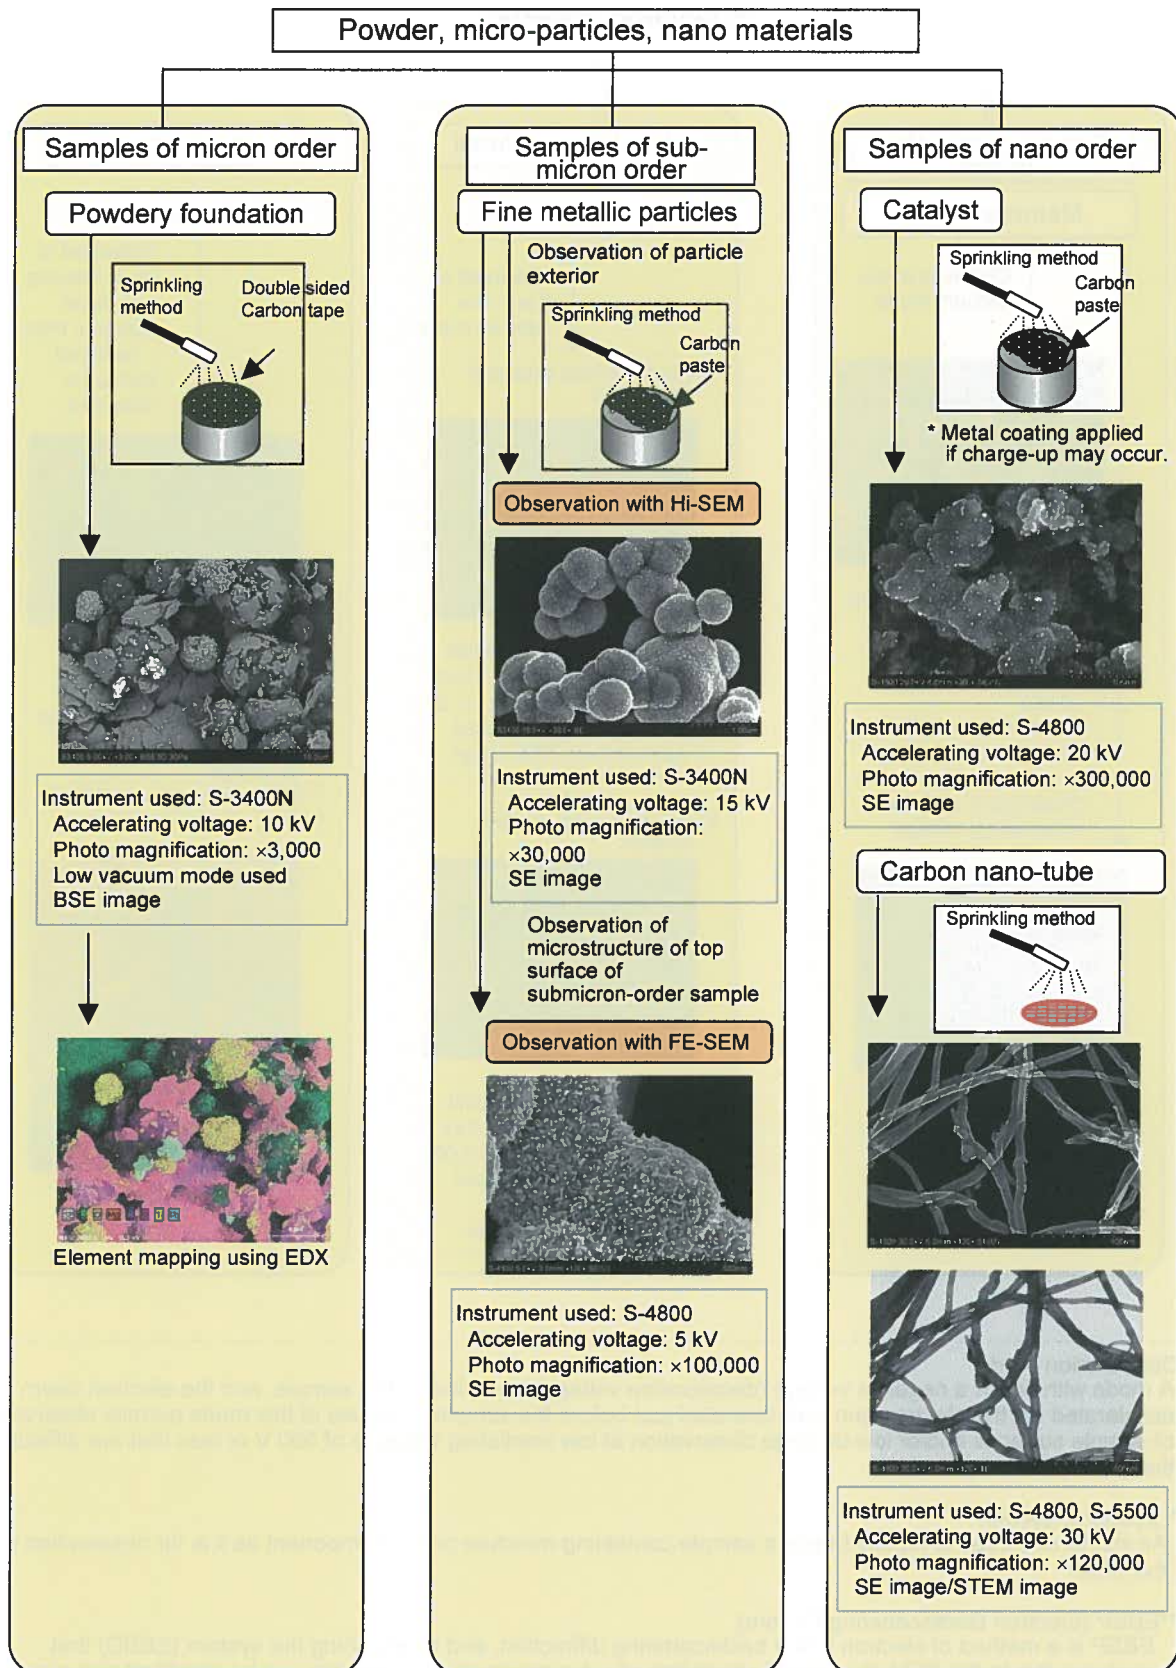 Powder, micro-particles, nano materials
Samples of micron order
Powdery foundation
Sprinkling
method
Double sided
Carbon tape
Instrument used: S-3400N
Accelerating voltage: 10 kV
Photo magnification: ×3,000
Low vacuum mode used
BSE image
Element mapping using EDX
Samples of sub-
micron order
Fine metallic particles
Observation of particle
exterior
Sprinkling method
Carbon
paste
Observation with Hi-SEM
Instrument used: S-3400N
Accelerating voltage: 15 kV
Photo magnification:
×30,000
SE image
Observation of
microstructure of top
surface of
submicron-order sample
Observation with FE-SEM
Instrument used: S-4800
Accelerating voltage: 5 kV
Photo magnification: ×100,000
SE image
Samples of nano order
Catalyst
Sprinkling method
Carbon
paste
* Metal coating applied
if charge-up may occur.
Instrument used: S-4800
Accelerating voltage: 20 kV
Photo magnification: ×300,000
SE image
Carbon nano-tube
Sprinkling method
Instrument used: S-4800, S-5500
Accelerating voltage: 30 kV
Photo magnification: ×120,000
SE image/STEM image